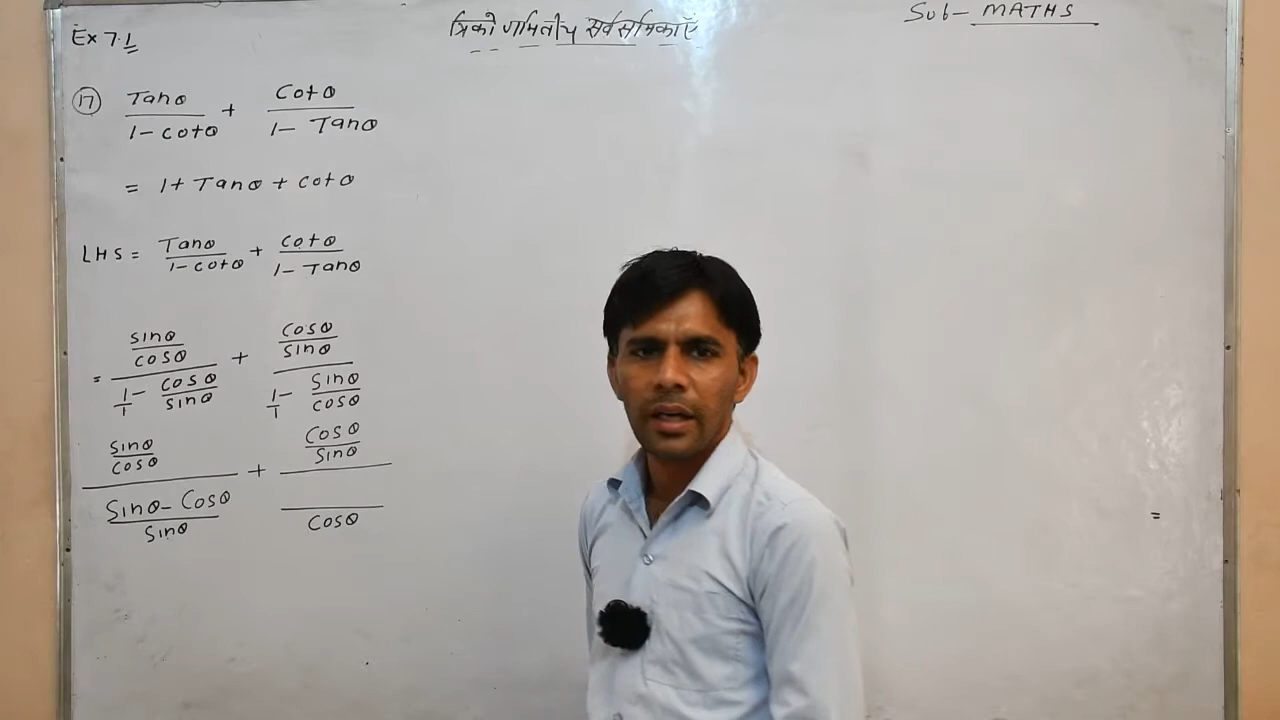 Ex 7.1
त्रिकोणमितीय सर्वसमिकाएँ
Sub- MATHS
17 Tanθ / 1-cotθ + Cotθ / 1- Tanθ
= 1+ Tanθ + cotθ
LHS = Tanθ / 1-cotθ + cotθ / 1- Tanθ
= sinθ/cosθ / 1/1 - cosθ/sinθ + cosθ/sinθ / 1/1 - sinθ/cosθ
sinθ/cosθ / Sinθ-Cosθ/sinθ + Cosθ/Sinθ / /Cosθ
=